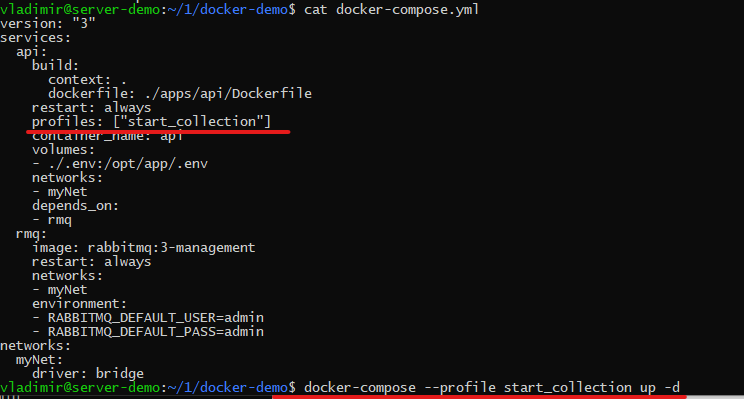 vladimir@server-demo:~/1/docker-demo$ cat docker-compose.yml
version: "3"
services:
  api:
    build:
      context: .
      dockerfile: ./apps/api/Dockerfile
    restart: always
    profiles: ["start_collection"]
    container_name: api
    volumes:
    - ./.env:/opt/app/.env
    networks:
    - myNet
    depends_on:
    - rmq
  rmq:
    image: rabbitmq:3-management
    restart: always
    networks:
    - myNet
    environment:
    - RABBITMQ_DEFAULT_USER=admin
    - RABBITMQ_DEFAULT_PASS=admin
networks:
  myNet:
    driver: bridge
vladimir@server-demo:~/1/docker-demo$ docker-compose --profile start_collection up -d